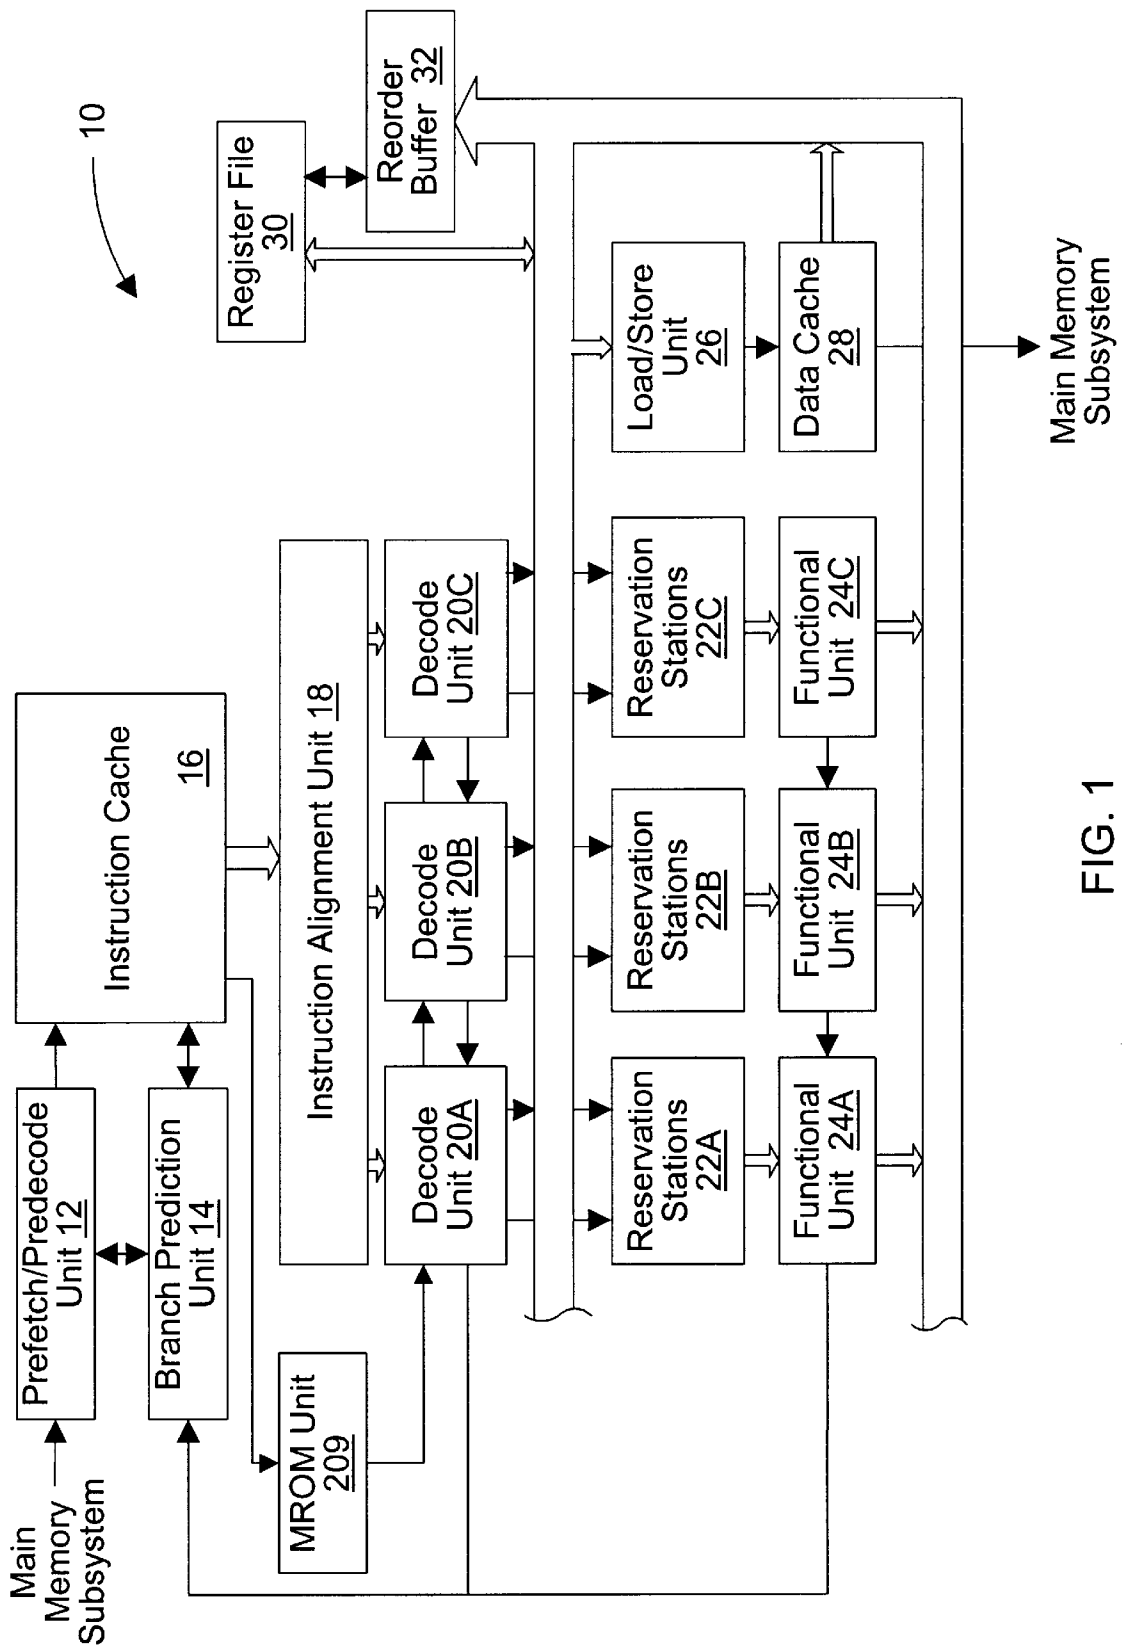 10
Main
Memory
Subsystem
Prefetch/Predecode
Unit 12
Branch Prediction
Unit 14
Instruction Cache
16
Register File
30
Reorder
Buffer 32
MROM Unit
209
Instruction Alignment Unit 18
Decode
Unit 20A
Decode
Unit 20B
Decode
Unit 20C
Reservation
Stations
22A
Reservation
Stations
22B
Reservation
Stations
22C
Load/Store
Unit
26
Functional
Unit 24A
Functional
Unit 24B
Functional
Unit 24C
Data Cache
28
Main Memory
Subsystem
FIG. 1